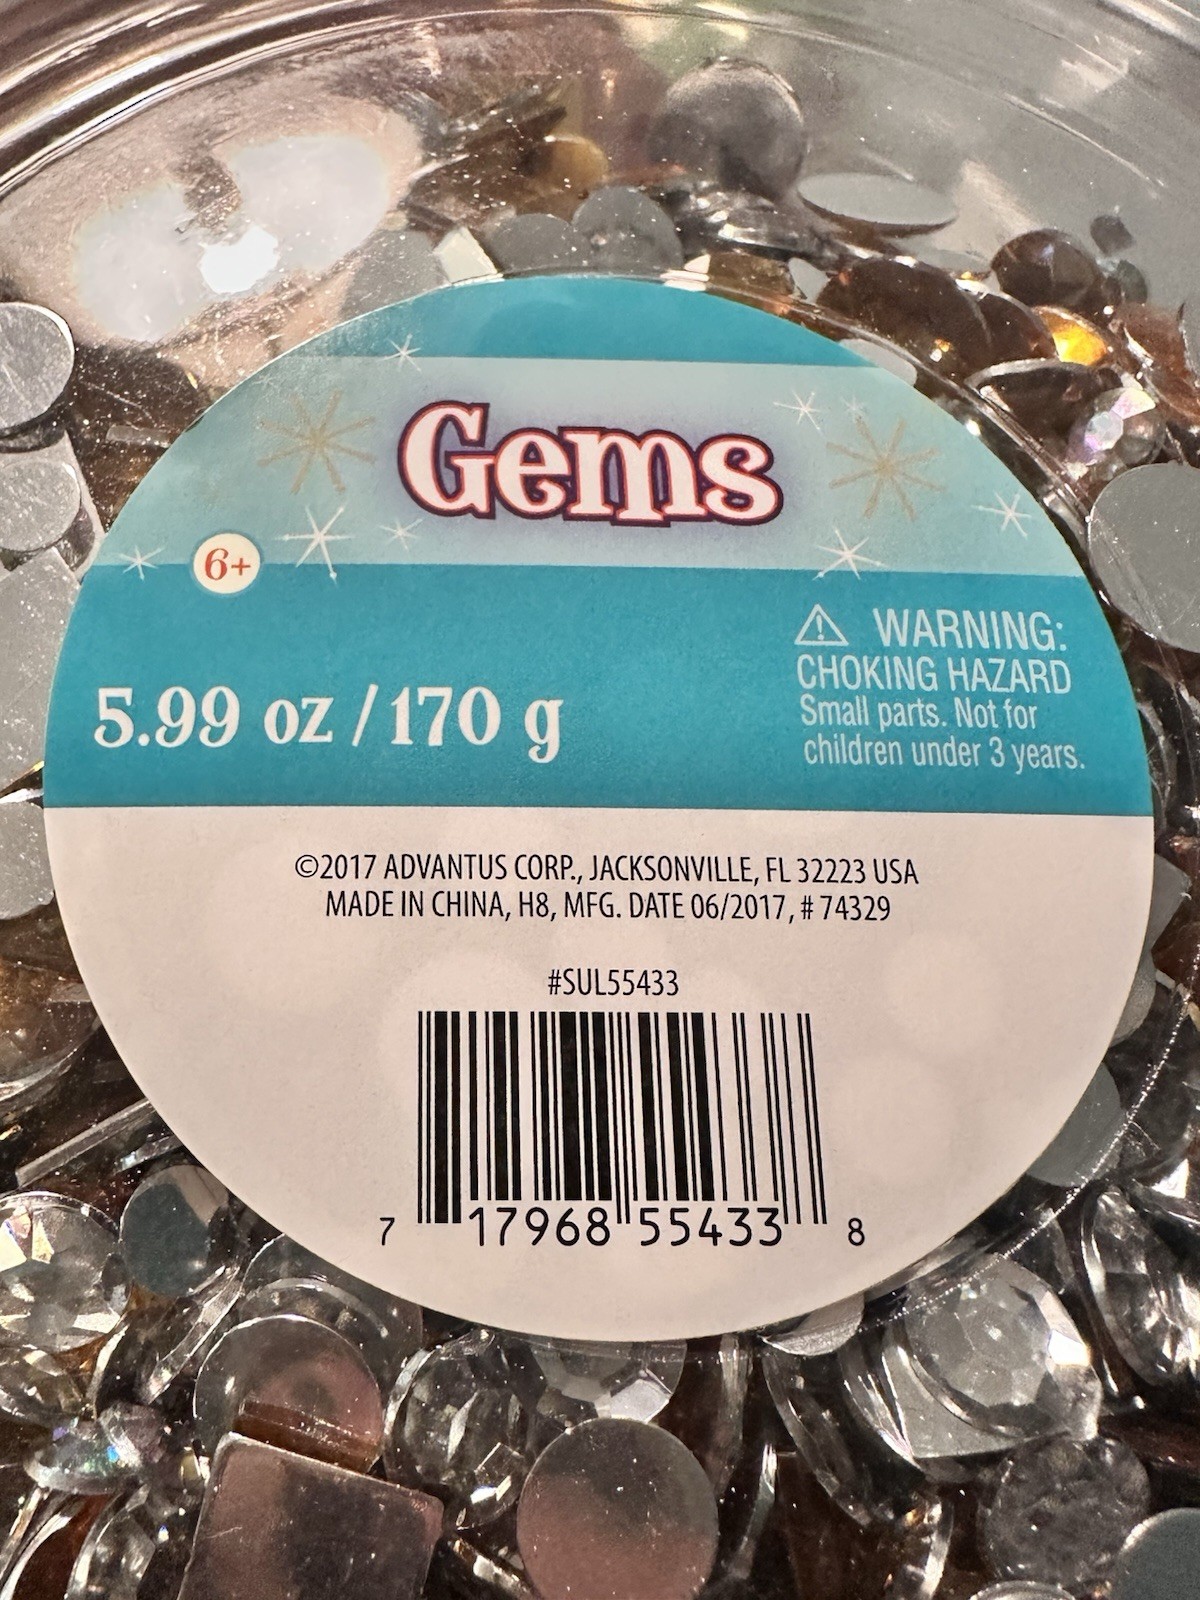 Gems
6+
5.99 oz / 170 g
⚠ WARNING:
CHOKING HAZARD
Small parts. Not for
children under 3 years.
©2017 ADVANTUS CORP., JACKSONVILLE, FL 32223 USA
MADE IN CHINA, H8, MFG. DATE 06/2017, # 74329
#SUL55433
7 17968 55433 8